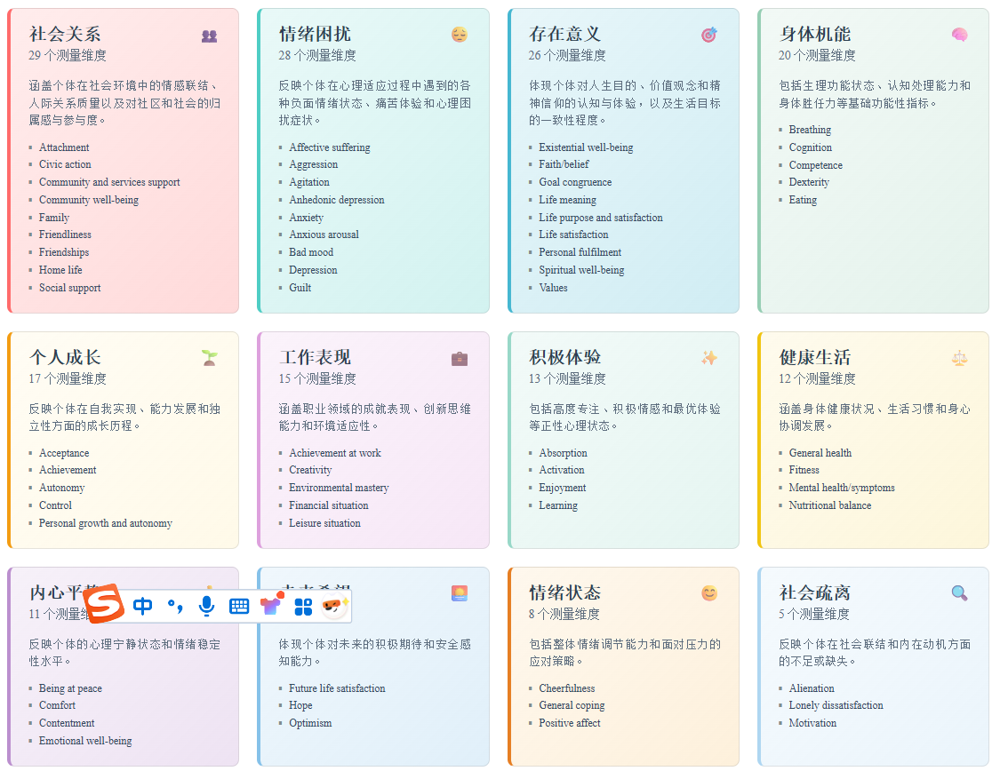 社会关系
29 个测量维度
涵盖个体在社会环境中的情感联结、
人际关系质量以及对社区和社会的归
属感与参与度。
Attachment
Civic action
Community and services support
Community well-being
Family
Friendliness
Friendships
Home life
Social support
情绪困扰
28 个测量维度
反映个体在心理适应过程中遇到的各
种负面情绪状态、痛苦体验和心理困
扰症状。
Affective suffering
Aggression
Agitation
Anhedonic depression
Anxiety
Anxious arousal
Bad mood
Depression
Guilt
存在意义
26 个测量维度
体现个体对人生目的、价值观念和精
神信仰的认知与体验，以及生活目标
的一致性程度。
Existential well-being
Faith/belief
Goal congruence
Life meaning
Life purpose and satisfaction
Life satisfaction
Personal fulfilment
Spiritual well-being
Values
身体机能
20 个测量维度
包括生理功能状态、认知处理能力和
身体胜任力等基础功能性指标。
Breathing
Cognition
Competence
Dexterity
Eating
个人成长
17 个测量维度
反映个体在自我实现、能力发展和独
立性方面的成长历程。
Acceptance
Achievement
Autonomy
Control
Personal growth and autonomy
工作表现
15 个测量维度
涵盖职业领域的成就表现、创新思维
能力和环境适应性。
Achievement at work
Creativity
Environmental mastery
Financial situation
Leisure situation
积极体验
13 个测量维度
包括高度专注、积极情感和最优体验
等正性心理状态。
Absorption
Activation
Enjoyment
Learning
健康生活
12 个测量维度
涵盖身体健康状况、生活习惯和身心
协调发展。
General health
Fitness
Mental health/symptoms
Nutritional balance
内心平
11 个测量维
中
反映个体的心理宁静状态和情绪稳定
性水平。
Being at peace
Comfort
Contentment
Emotional well-being
体现个体对未来的积极期待和安全感
知能力。
Future life satisfaction
Hope
Optimism
情绪状态
8 个测量维度
包括整体情绪调节能力和面对压力的
应对策略。
Cheerfulness
General coping
Positive affect
社会疏离
5 个测量维度
反映个体在社会联结和内在动机方面
的不足或缺失。
Alienation
Lonely dissatisfaction
Motivation